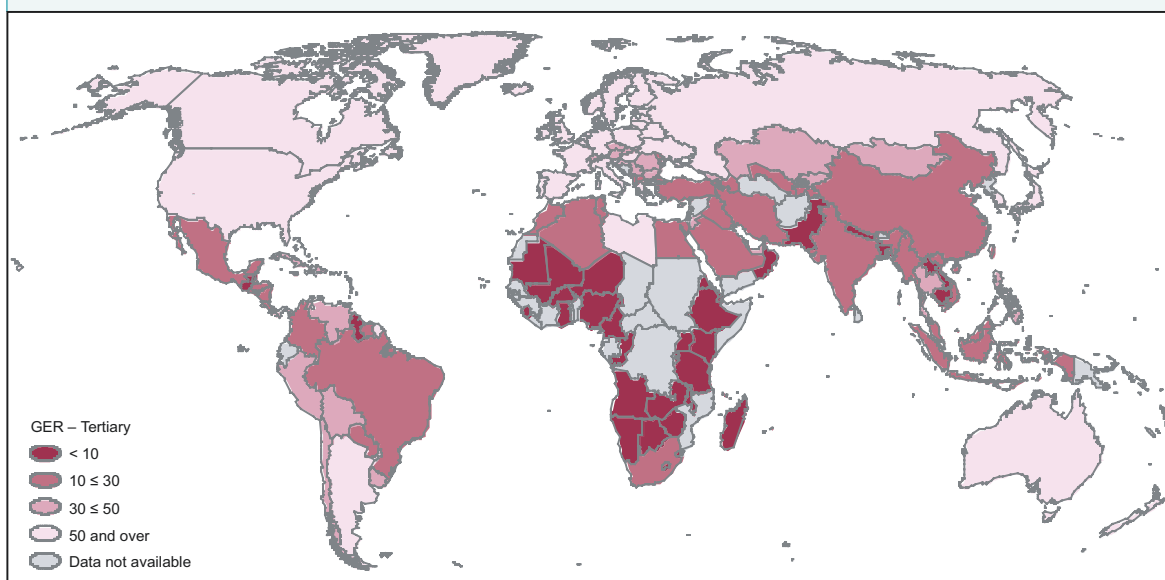 GER – Tertiary
< 10
10 ≤ 30
30 ≤ 50
50 and over
Data not available